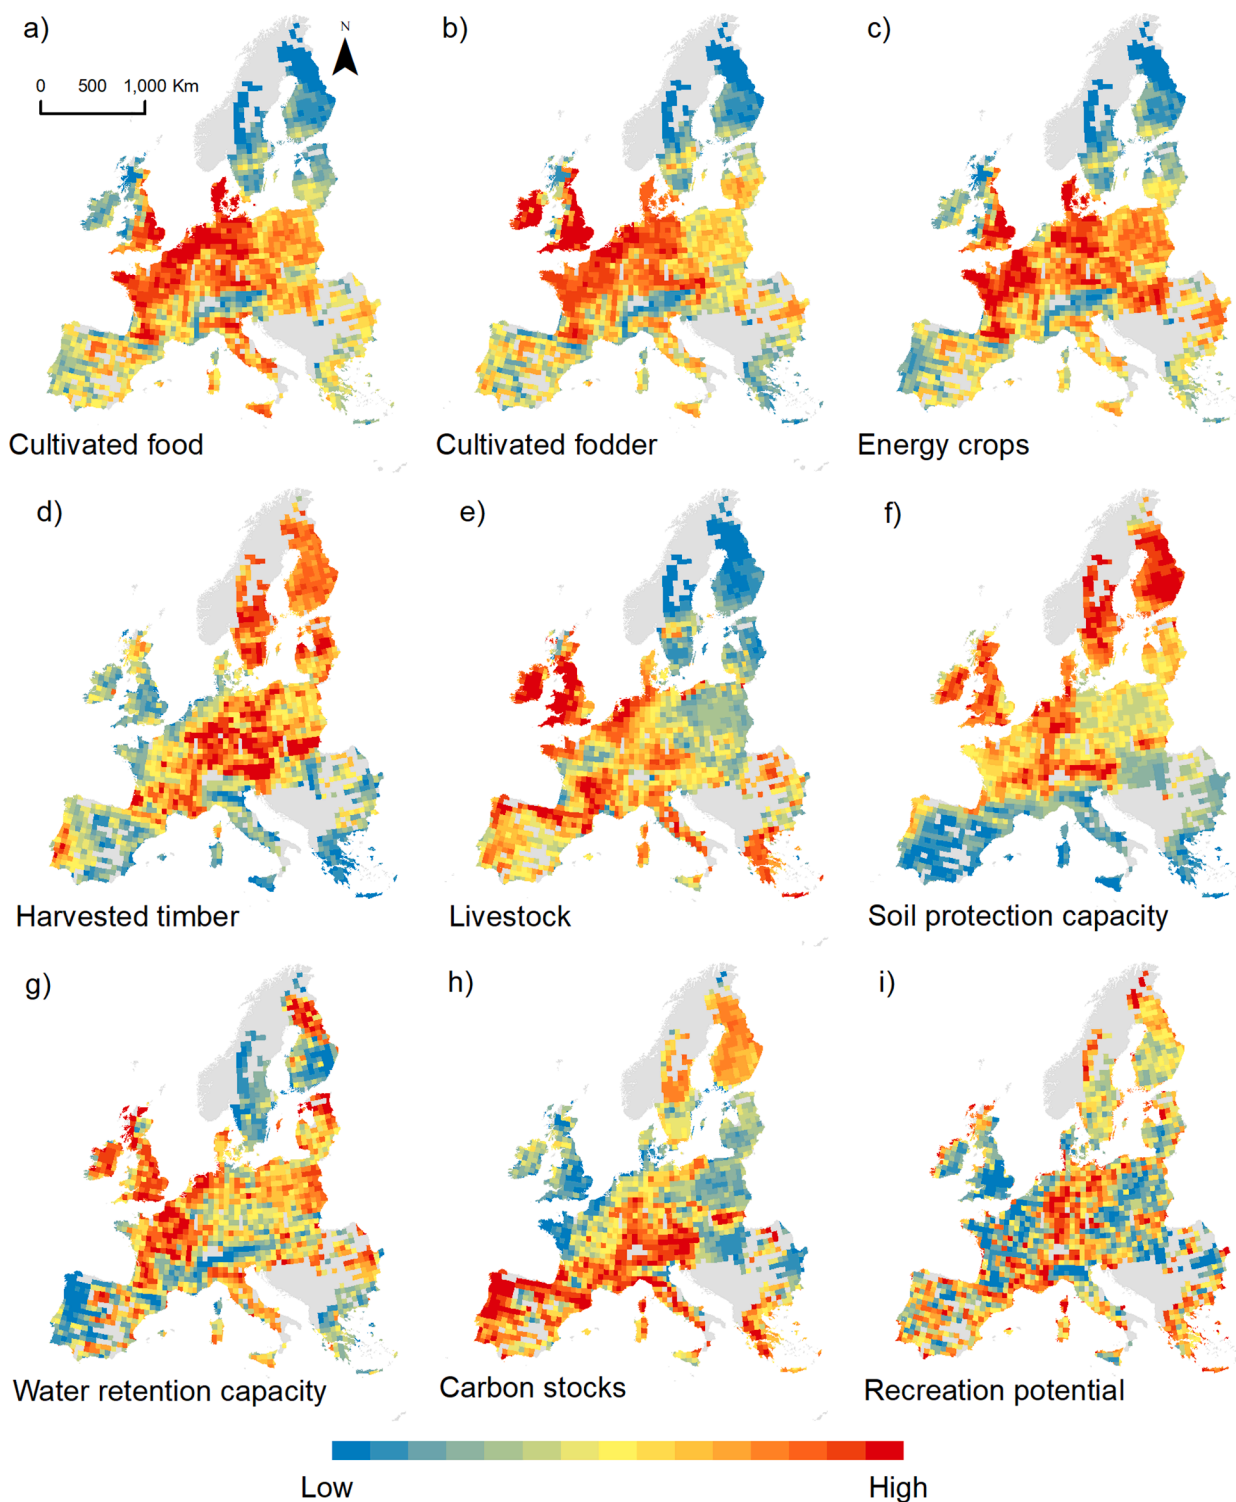 a)
N
0 500 1,000 Km
b)
c)
Cultivated food
Cultivated fodder
Energy crops
d)
e)
f)
Harvested timber
Livestock
Soil protection capacity
g)
h)
i)
Water retention capacity
Carbon stocks
Recreation potential
Low
High